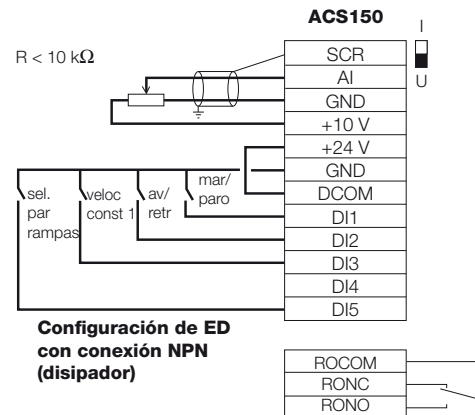 ACS150
I
R < 10 kΩ
SCR
AI
U
GND
+10 V
+24 V
GND
DCOM
DI1
DI2
DI3
DI4
DI5
sel.
par
rampas
veloc
const 1
av/
retr
mar/
paro
Configuración de ED
con conexión NPN
(disipador)
ROCOM
RONC
RONO